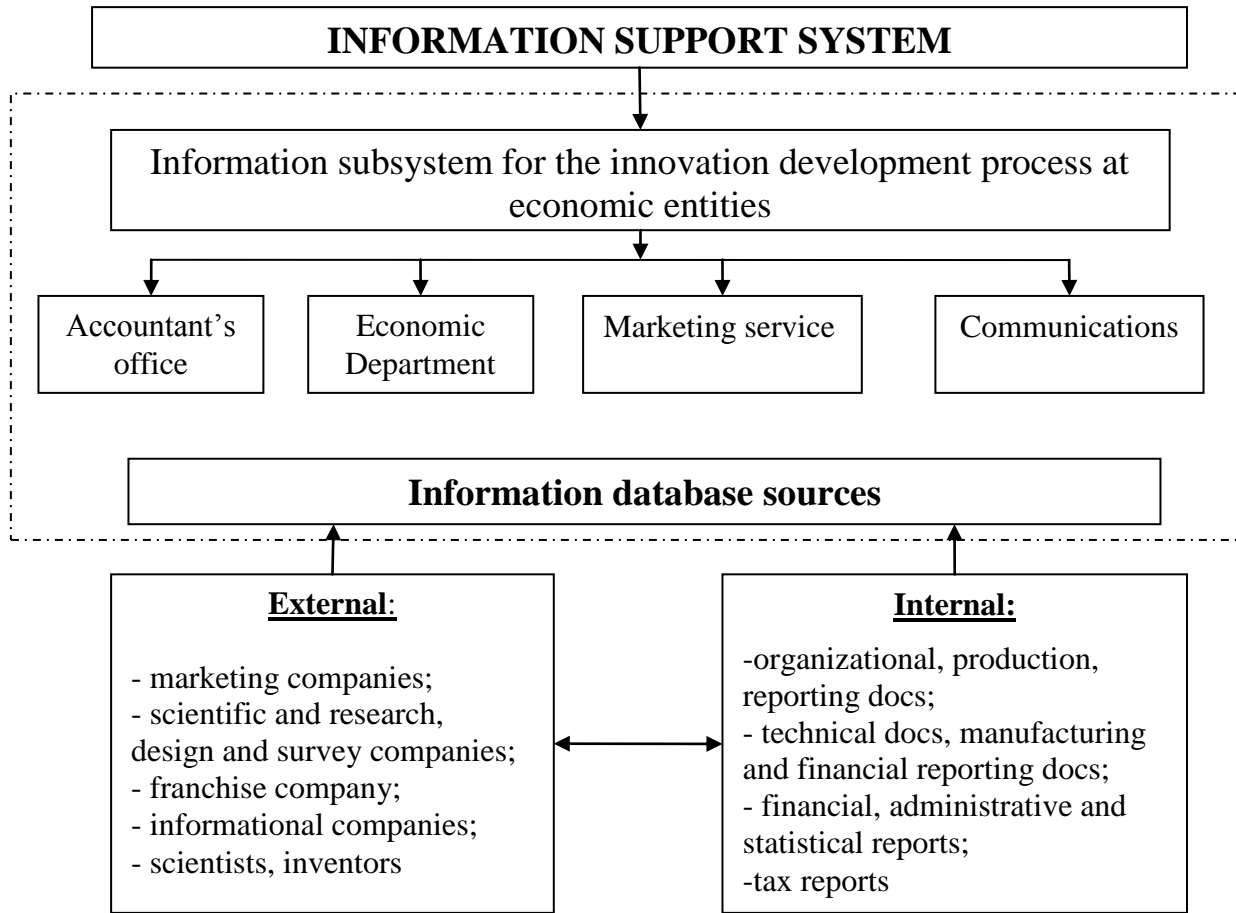 INFORMATION SUPPORT SYSTEM
Information subsystem for the innovation development process at
economic entities
Accountant's
office
Economic
Department
Marketing service
Communications
Information database sources
External:
- marketing companies;
- scientific and research,
design and survey companies;
- franchise company;
- informational companies;
- scientists, inventors
Internal:
-organizational, production,
reporting docs;
- technical docs, manufacturing
and financial reporting docs;
- financial, administrative and
statistical reports;
-tax reports